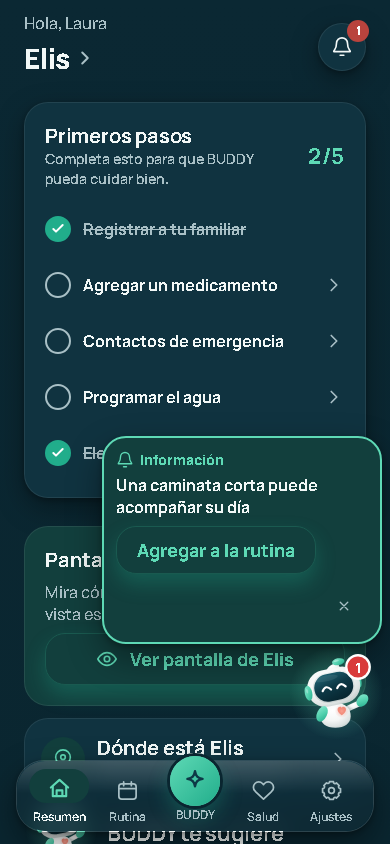 Hola, Laura
Elis
1
Primeros pasos
Completa esto para que BUDDY
pueda cuidar bien.
2/5
Registrar a tu familiar
Agregar un medicamento
Contactos de emergencia
Programar el agua
Información
Una caminata corta puede
acompañar su día
Agregar a la rutina
Mira
vista
Ver pantalla de Elis
1
Dónde está Elis
Resumen
Rutina
BUDDY
Salud
Ajustes
BUDDY te sugiere